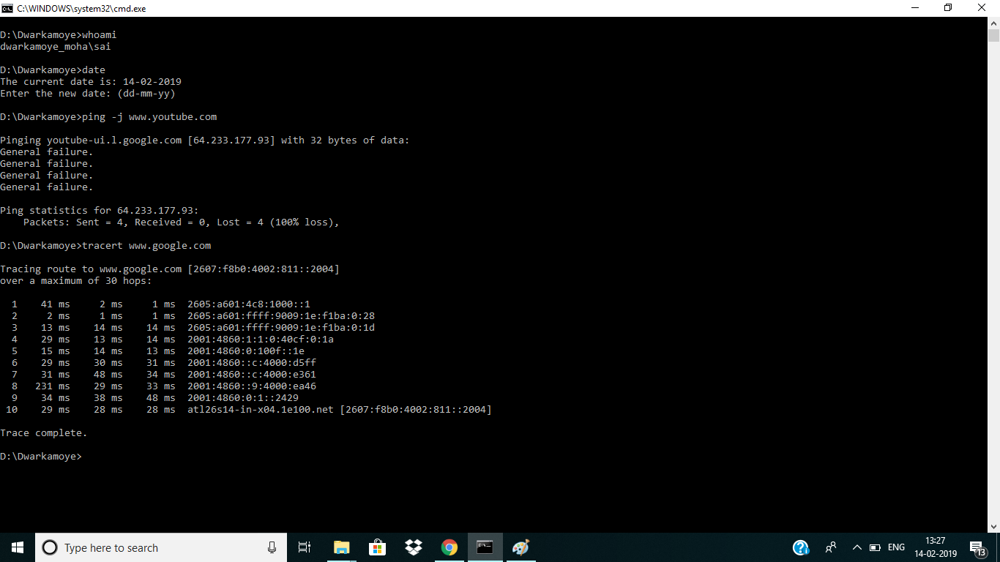 C:\WINDOWS\system32\cmd.exe
D:\Dwarkamoye>whoami
dwarkamoye_moha\sai
D:\Dwarkamoye>date
The current date is: 14-02-2019
Enter the new date: (dd-mm-yy)
D:\Dwarkamoye>ping -j www.youtube.com
Pinging youtube-ui.l.google.com [64.233.177.93] with 32 bytes of data:
General failure.
General failure.
General failure.
General failure.
Ping statistics for 64.233.177.93:
    Packets: Sent = 4, Received = 0, Lost = 4 (100% loss),
D:\Dwarkamoye>tracert www.google.com
Tracing route to www.google.com [2607:f8b0:4002:811::2004]
over a maximum of 30 hops:
  1    41 ms     2 ms     1 ms  2605:a601:4c8:1000::1
  2     2 ms     1 ms     1 ms  2605:a601:ffff:9009:1e:f1ba:0:28
  3    13 ms    14 ms    14 ms  2605:a601:ffff:9009:1e:f1ba:0:1d
  4    29 ms    13 ms    14 ms  2001:4860:1:1:0:40cf:0:1a
  5    15 ms    14 ms    13 ms  2001:4860:0:100f::1e
  6    29 ms    30 ms    31 ms  2001:4860::c:4000:d5ff
  7    31 ms    48 ms    34 ms  2001:4860::c:4000:e361
  8   231 ms    29 ms    33 ms  2001:4860::9:4000:ea46
  9    34 ms    38 ms    48 ms  2001:4860:0:1::2429
 10    29 ms    28 ms    28 ms  atl26s14-in-x04.1e100.net [2607:f8b0:4002:811::2004]
Trace complete.
D:\Dwarkamoye>
Type here to search
ENG
13:27
14-02-2019
13